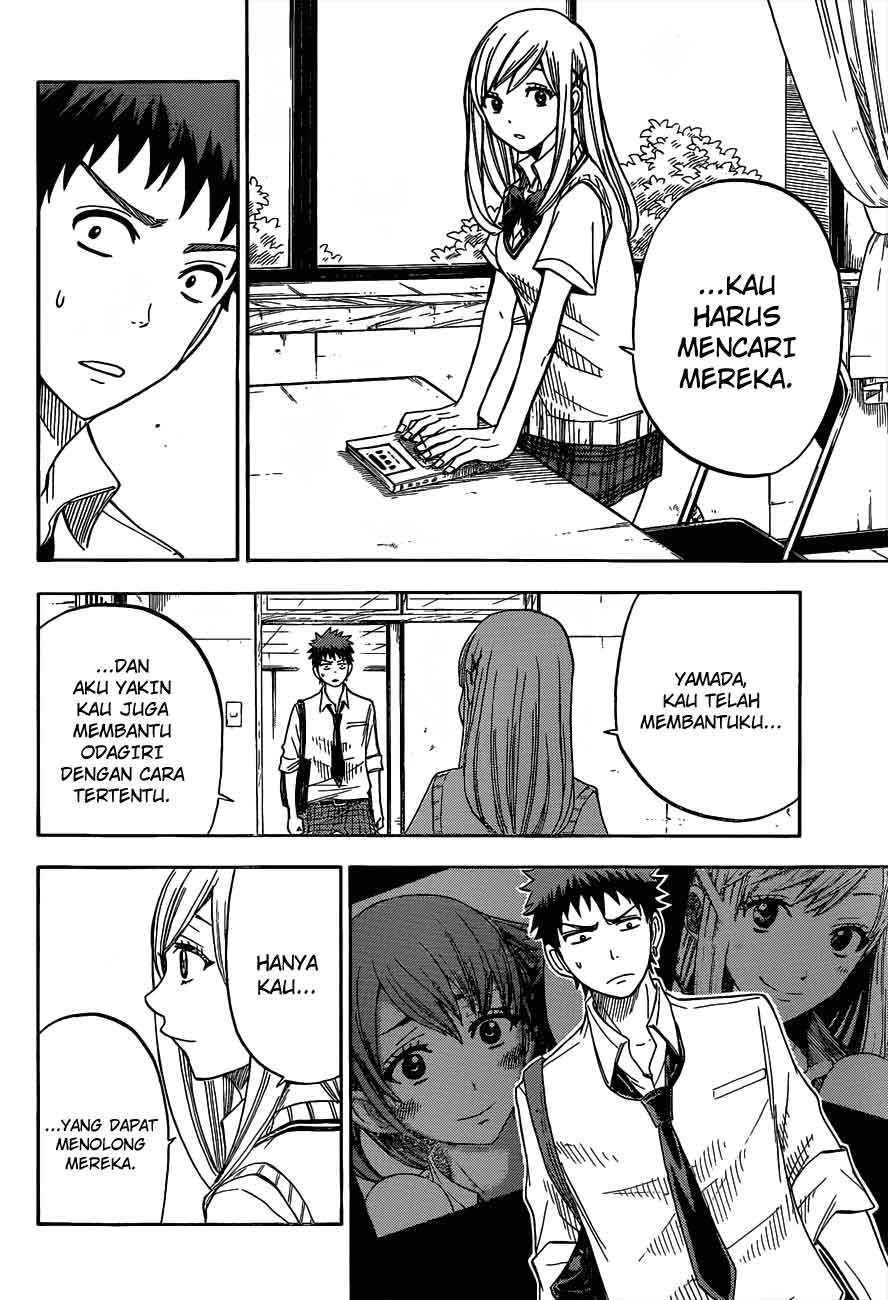 ...KAU
HARUS
MENCARI
MEREKA.
YAMADA,
KAU TELAH
MEMBANTUKU...
...DAN
AKU YAKIN
KAU JUGA
MEMBANTU
ODAGIRI
DENGAN CARA
TERTENTU.
HANYA
KAU...
...YANG DAPAT
MENOLONG
MEREKA.